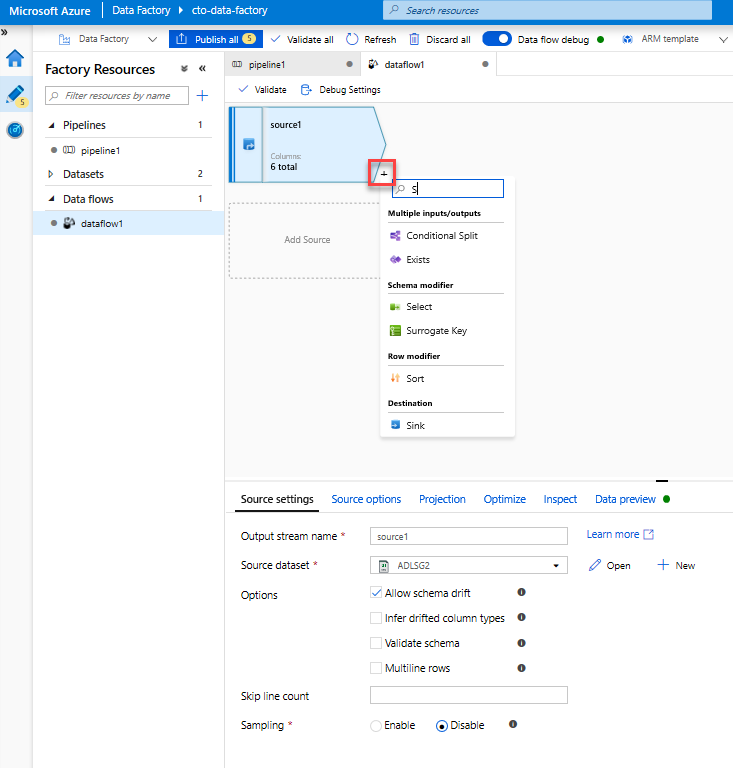 Microsoft Azure
Data Factory
cto-data-factory
Search resources
Data Factory
Publish all 5
Validate all
Refresh
Discard all
Data flow debug
ARM template
Factory Resources
Filter resources by name
Pipelines 1
pipeline1
Datasets 2
Data flows 1
dataflow1
5
pipeline1
dataflow1
Validate
Debug Settings
source1
Columns:
6 total
Add Source
S
Multiple inputs/outputs
Conditional Split
Exists
Schema modifier
Select
Surrogate Key
Row modifier
Sort
Destination
Sink
Source settings
Source options
Projection
Optimize
Inspect
Data preview
Output stream name *
source1
Learn more
Source dataset *
ADLSG2
Open
New
Options
Allow schema drift
Infer drifted column types
Validate schema
Multiline rows
Skip line count
Sampling *
Enable
Disable